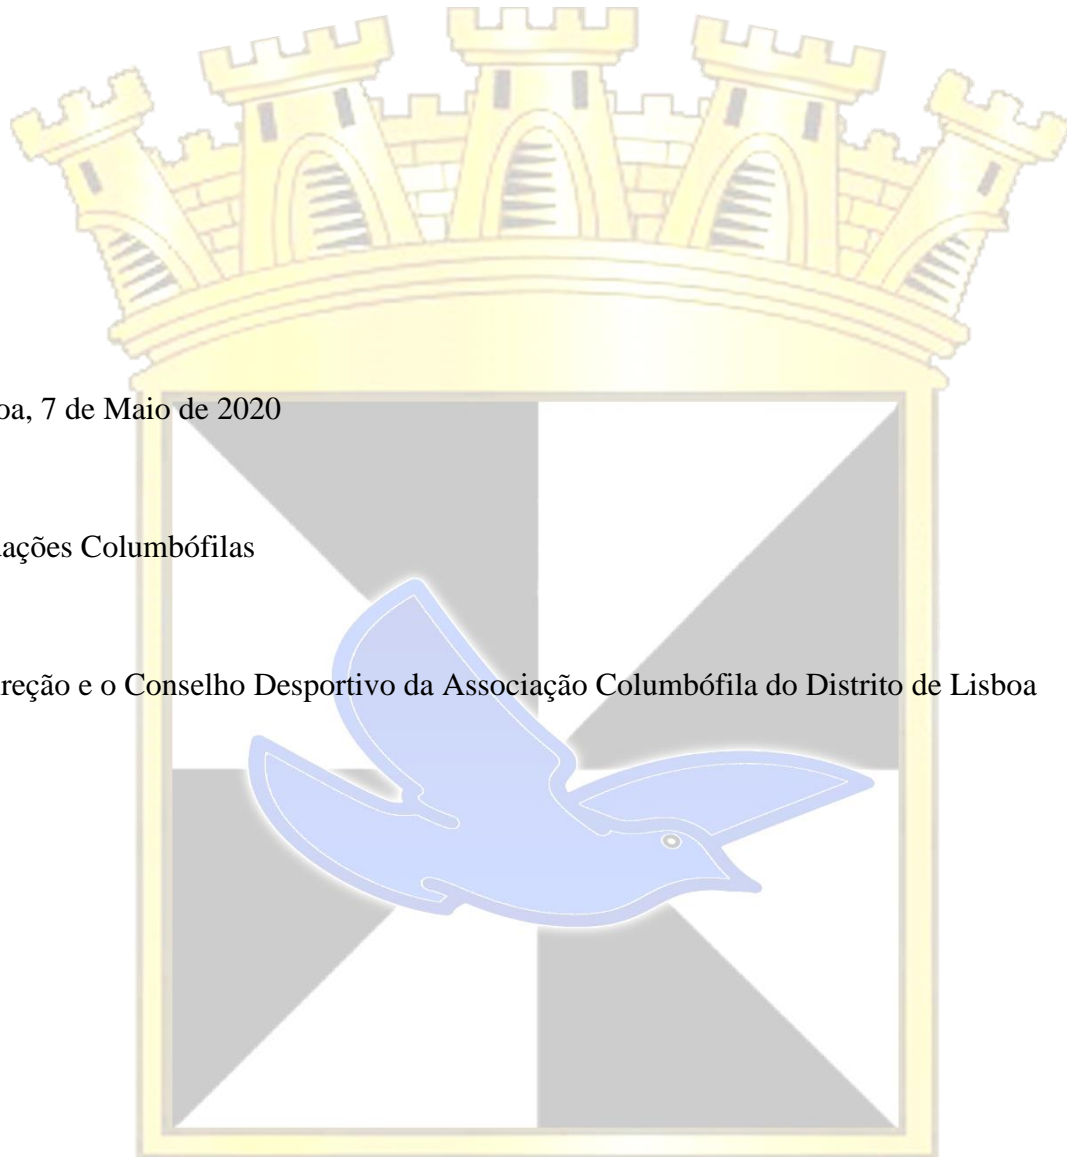 oa, 7 de Maio de 2020
ações Columbófilas
reção e o Conselho Desportivo da Associação Columbófila do Distrito de Lisboa